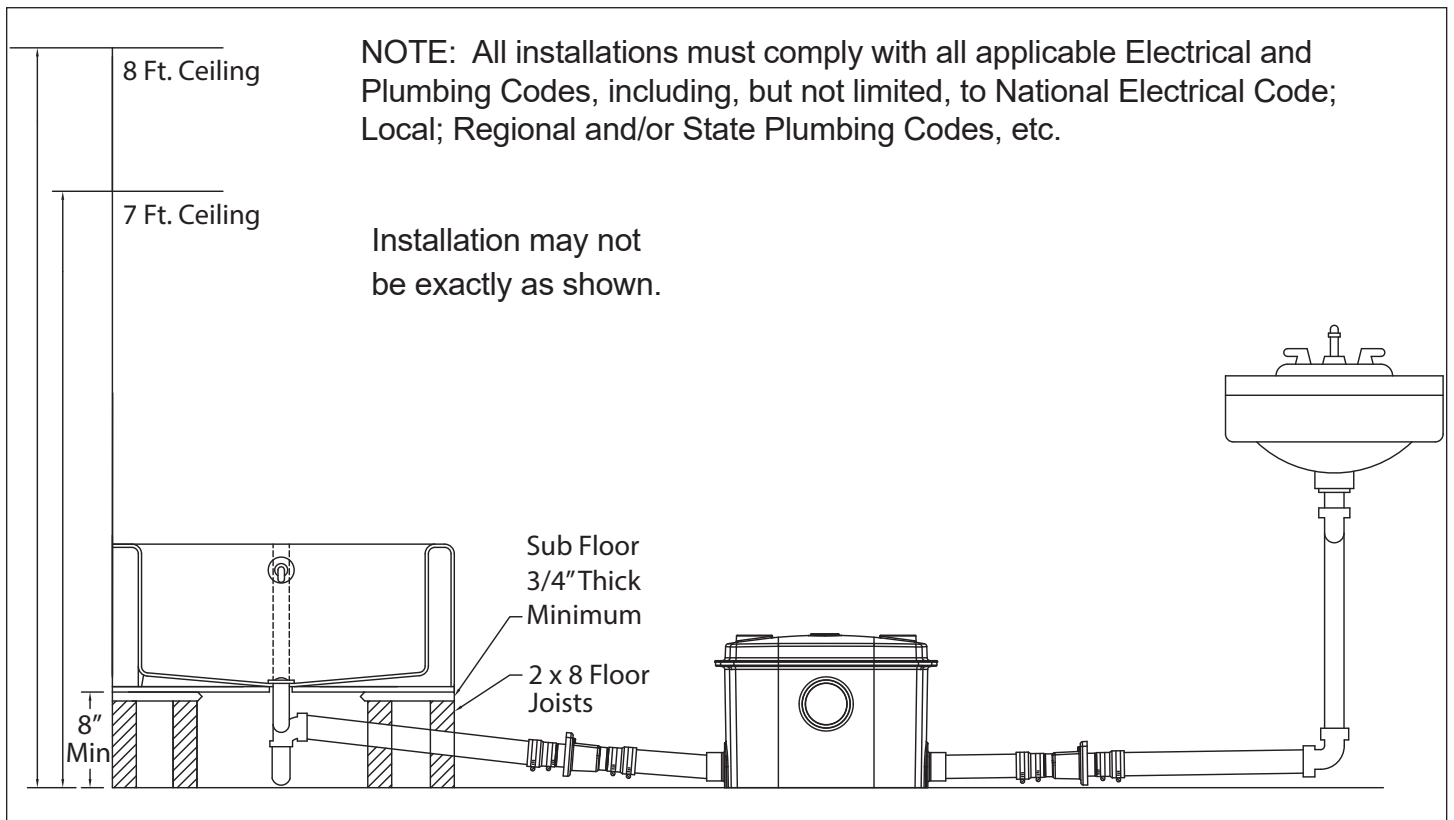 8 Ft. Ceiling
NOTE: All installations must comply with all applicable Electrical and
Plumbing Codes, including, but not limited, to National Electrical Code;
Local; Regional and/or State Plumbing Codes, etc.
7 Ft. Ceiling
Installation may not
be exactly as shown.
Sub Floor
3/4” Thick
Minimum
2 x 8 Floor
Joists
8”
Min